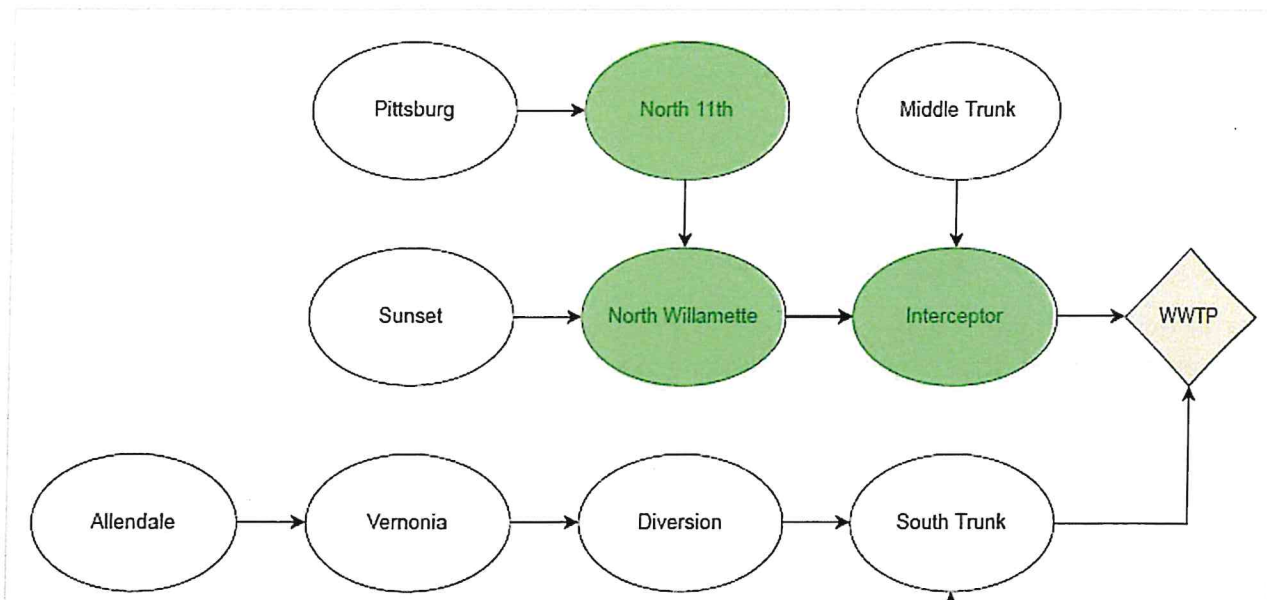 Pittsburg
North 11th
Middle Trunk
Sunset
North Willamette
Interceptor
WWTP
Allendale
Vernonia
Diversion
South Trunk